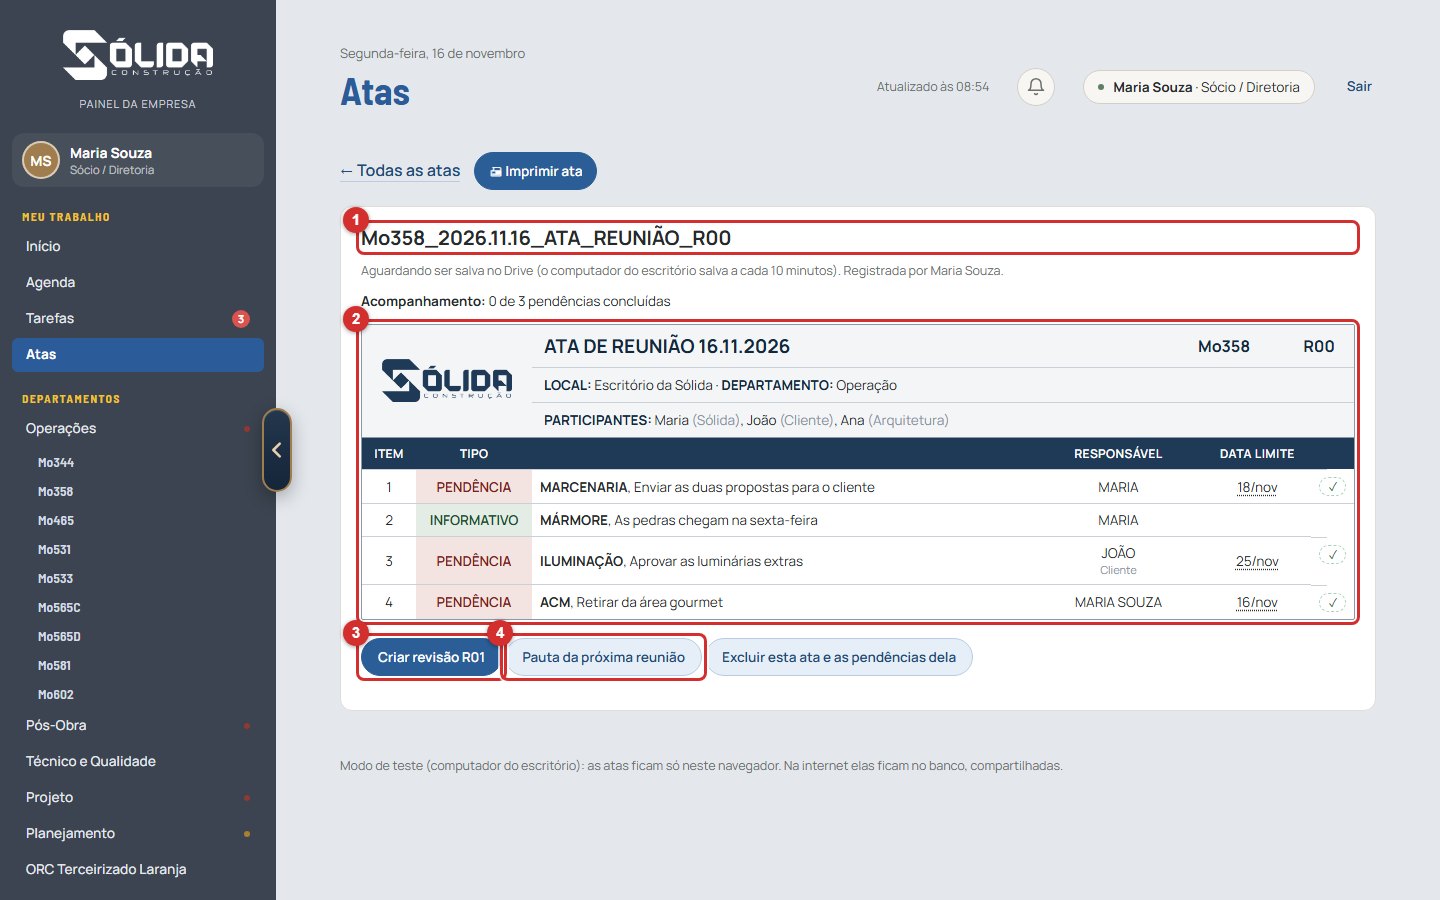 SÓLIDA
CONSTRUÇÃO
PAINEL DA EMPRESA
MS
Maria Souza
Sócio / Diretoria
MEU TRABALHO
Início
Agenda
Tarefas
3
Atas
DEPARTAMENTOS
Operações
Mo344
Mo358
Mo465
Mo531
Mo533
Mo565C
Mo565D
Mo581
Mo602
Pós-Obra
Técnico e Qualidade
Projeto
Planejamento
ORC Terceirizado Laranja
Segunda-feira, 16 de novembro
Atas
Atualizado às 08:54
Maria Souza · Sócio / Diretoria
Sair
← Todas as atas
Imprimir ata
1
Mo358_2026.11.16_ATA_REUNIÃO_R00
Aguardando ser salva no Drive (o computador do escritório salva a cada 10 minutos). Registrada por Maria Souza.
Acompanhamento: 0 de 3 pendências concluídas
2
SÓLIDA
CONSTRUÇÃO
ATA DE REUNIÃO 16.11.2026 Mo358 R00
LOCAL: Escritório da Sólida · DEPARTAMENTO: Operação
PARTICIPANTES: Maria (Sólida), João (Cliente), Ana (Arquitetura)
ITEM TIPO RESPONSÁVEL DATA LIMITE
1 PENDÊNCIA MARCENARIA, Enviar as duas propostas para o cliente MARIA 18/nov ✓
2 INFORMATIVO MÁRMORE, As pedras chegam na sexta-feira MARIA
3 PENDÊNCIA ILUMINAÇÃO, Aprovar as luminárias extras JOÃO 25/nov ✓
Cliente
4 PENDÊNCIA ACM, Retirar da área gourmet MARIA SOUZA 16/nov ✓
3
Criar revisão R01
4
Pauta da próxima reunião
Excluir esta ata e as pendências dela
Modo de teste (computador do escritório): as atas ficam só neste navegador. Na internet elas ficam no banco, compartilhadas.